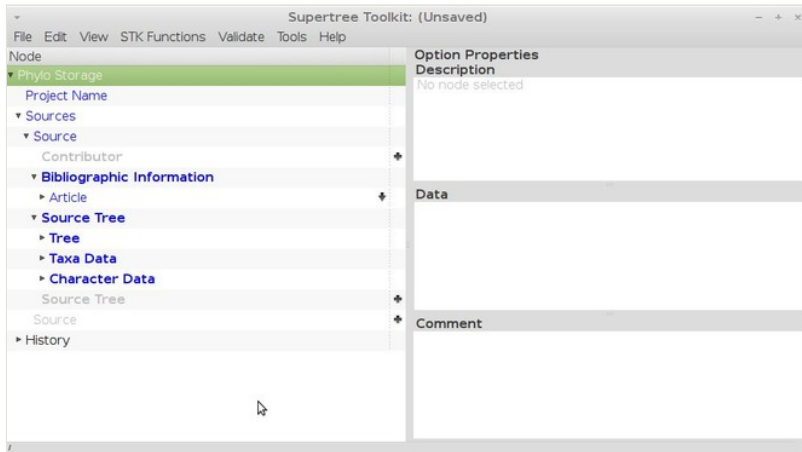 Supertree Toolkit: (Unsaved)
File Edit View STK Functions Validate Tools Help
Node
Phylo Storage
Project Name
Sources
Source
Contributor
Bibliographic Information
Article
Source Tree
Tree
Taxa Data
Character Data
Source Tree
Source
History
Option Properties
Description
No node selected
Data
Comment
/